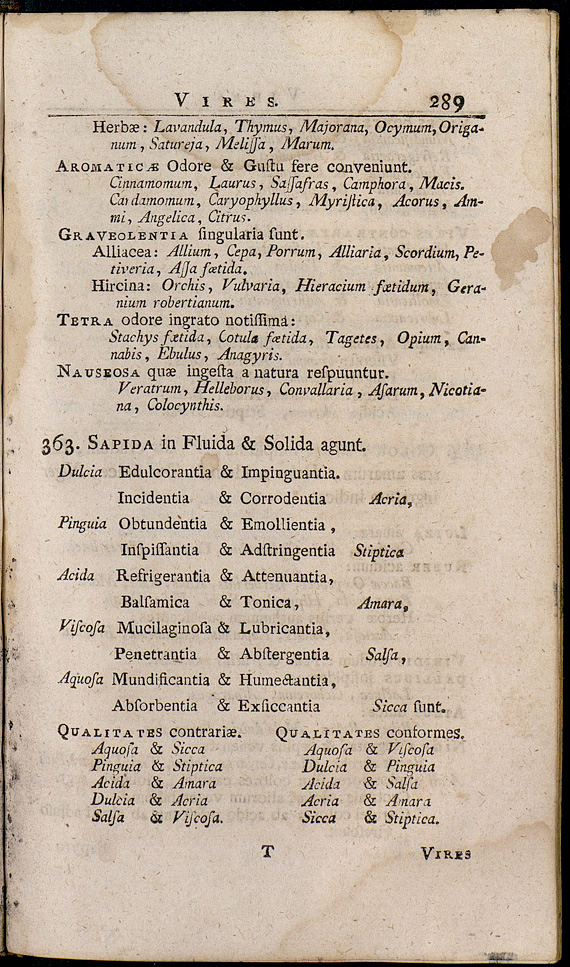 VIRES. 289
Herbæ: Lavandula, Thymus, Majorana, Ocymum, Origa-
num, Satureja, Meliſſa, Marum.
AROMATICÆ Odore & Guſtu fere conveniunt.
Cinnamomum, Laurus, Saſſafras, Camphora, Macis.
Cardamomum, Caryophyllus, Myriſtica, Acorus, Am-
mi, Angelica, Citrus.
GRAVEOLENTIA ſingularia ſunt.
Alliacea: Allium, Cepa, Porrum, Alliaria, Scordium, Pe-
tiveria, Aſſa fœtida.
Hircina: Orchis, Vulvaria, Hieracium fœtidum, Gera-
nium robertianum.
TETRA odore ingrato notiſſima:
Stachys fœtida, Cotula fœtida, Tagetes, Opium, Can-
nabis, Ebulus, Anagyris.
NAUSEOSA quæ ingeſta a natura reſpuuntur.
Veratrum, Helleborus, Convallaria, Aſarum, Nicotia-
na, Colocynthis.
363. SAPIDA in Fluida & Solida agunt.
Dulcia Edulcorantia & Impinguantia.
Incidentia & Corrodentia Acria,
Pinguia Obtundentia & Emollientia,
Inſpiſſantia & Adſtringentia Stiptica
Acida Refrigerantia & Attenuantia,
Balſamica & Tonica, Amara,
Viſcoſa Mucilaginoſa & Lubricantia,
Penetrantia & Abſtergentia Salſa,
Aquoſa Mundificantia & Humectantia,
Abſorbentia & Exſiccantia Sicca ſunt.
QUALITATES contrariæ. QUALITATES conformes.
Aquoſa & Sicca Aquoſa & Viſcoſa
Pinguia & Stiptica Dulcia & Pinguia
Acida & Amara Acida & Salſa
Dulcia & Acria Acria & Amara
Salſa & Viſcoſa. Sicca & Stiptica.
T VIRES